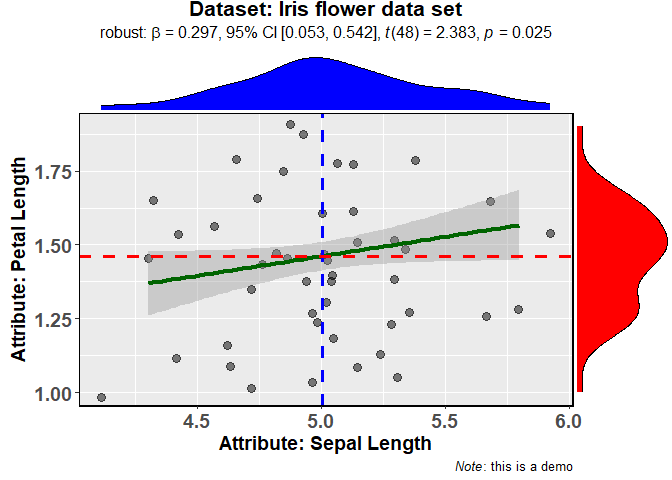 Dataset: Iris flower data set
robust: β = 0.297, 95% CI [0.053, 0.542], t(48) = 2.383, p = 0.025
1.75
1.50
1.25
1.00
Attribute: Petal Length
4.5 5.0 5.5 6.0
Attribute: Sepal Length
Note: this is a demo